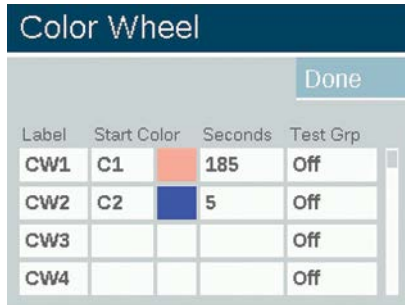 Color Wheel
Done
Label Start Color Seconds Test Grp
CW1 C1 185 Off
CW2 C2 5 Off
CW3 Off
CW4 Off